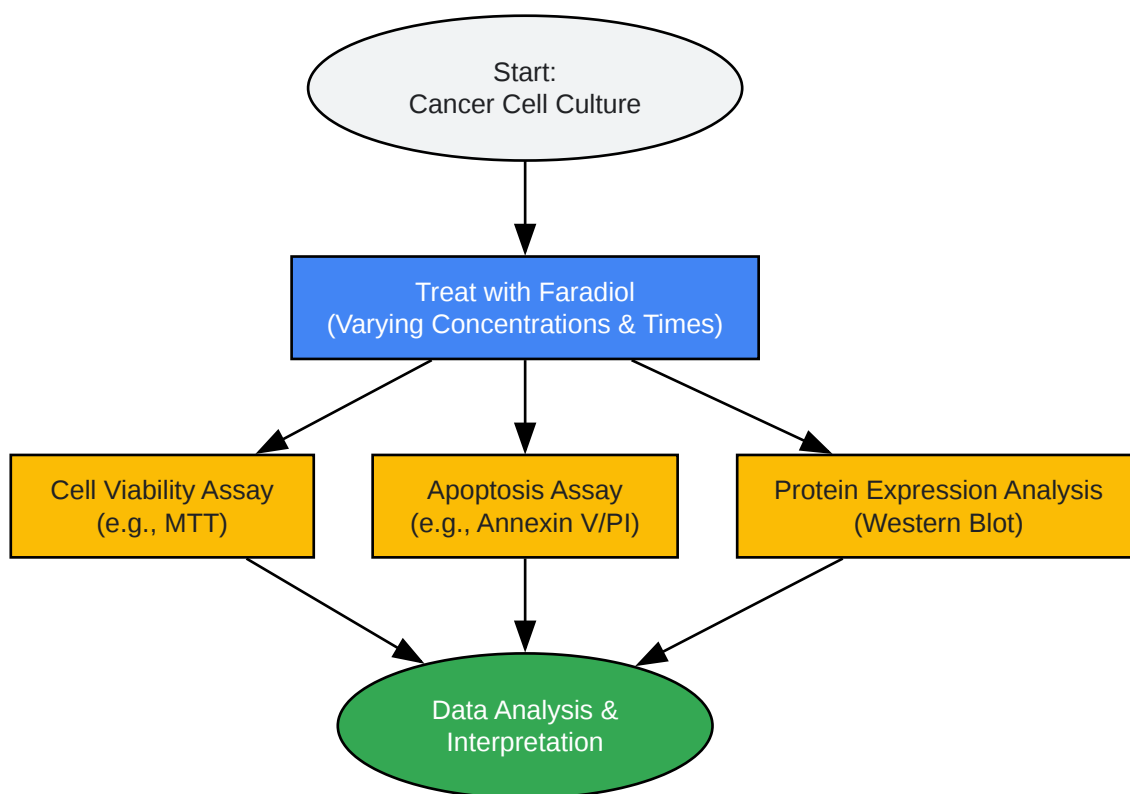 Start:
Cancer Cell Culture
Treat with Faradiol
(Varying Concentrations & Times)
Cell Viability Assay
(e.g., MTT)
Apoptosis Assay
(e.g., Annexin V/PI)
Protein Expression Analysis
(Western Blot)
Data Analysis &
Interpretation